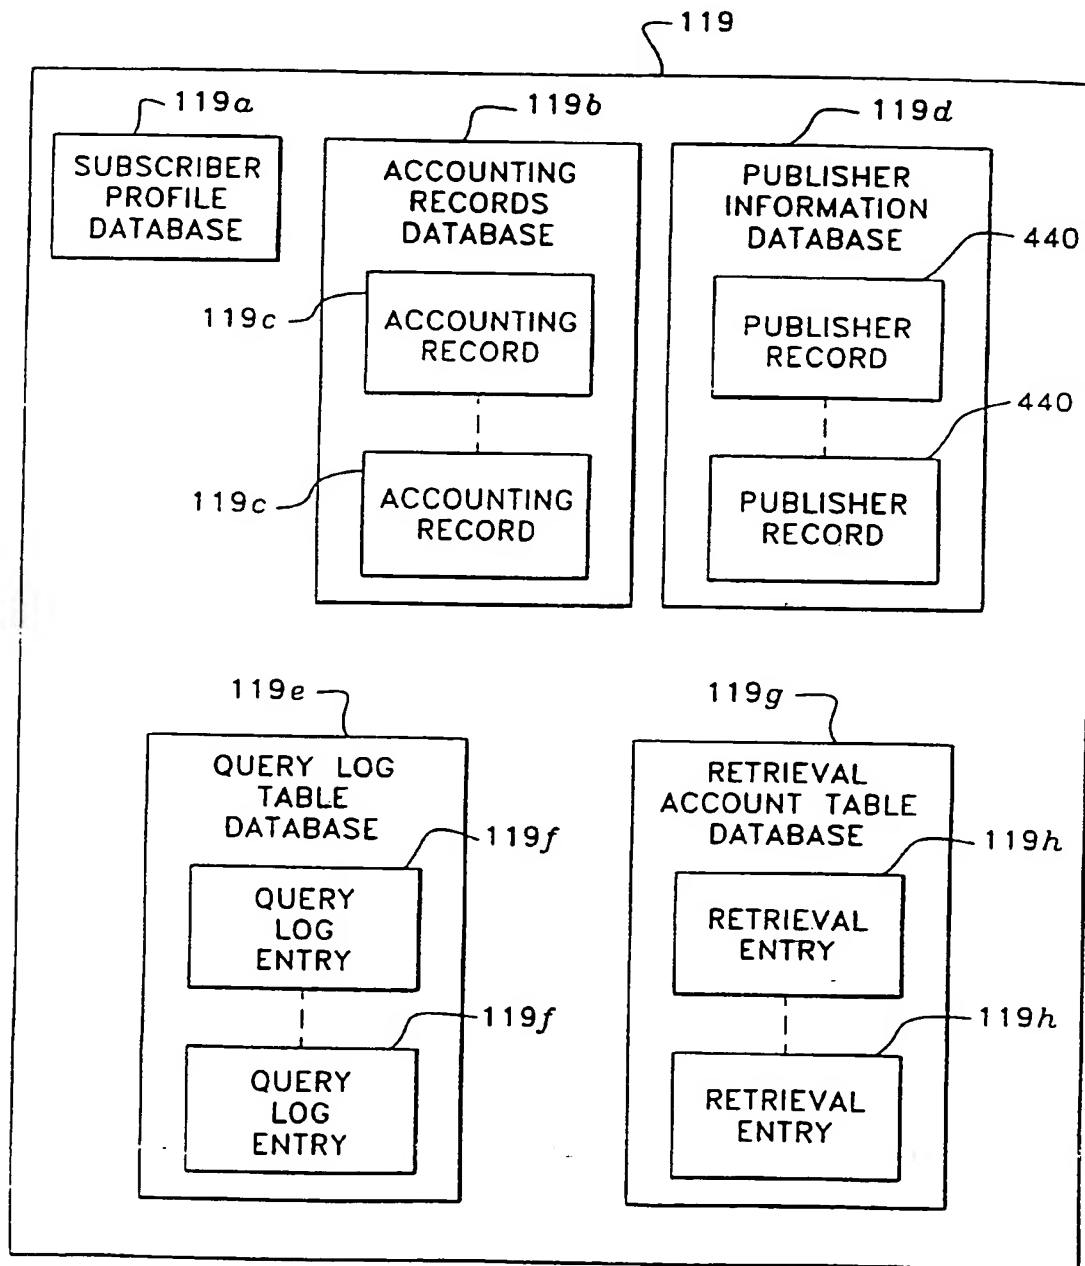 119
119a
SUBSCRIBER
PROFILE
DATABASE
119b
ACCOUNTING
RECORDS
DATABASE
119c
ACCOUNTING
RECORD
119c
ACCOUNTING
RECORD
119d
PUBLISHER
INFORMATION
DATABASE
440
PUBLISHER
RECORD
440
PUBLISHER
RECORD
119e
QUERY LOG
TABLE
DATABASE
119f
QUERY
LOG
ENTRY
119f
QUERY
LOG
ENTRY
119g
RETRIEVAL
ACCOUNT TABLE
DATABASE
119h
RETRIEVAL
ENTRY
119h
RETRIEVAL
ENTRY